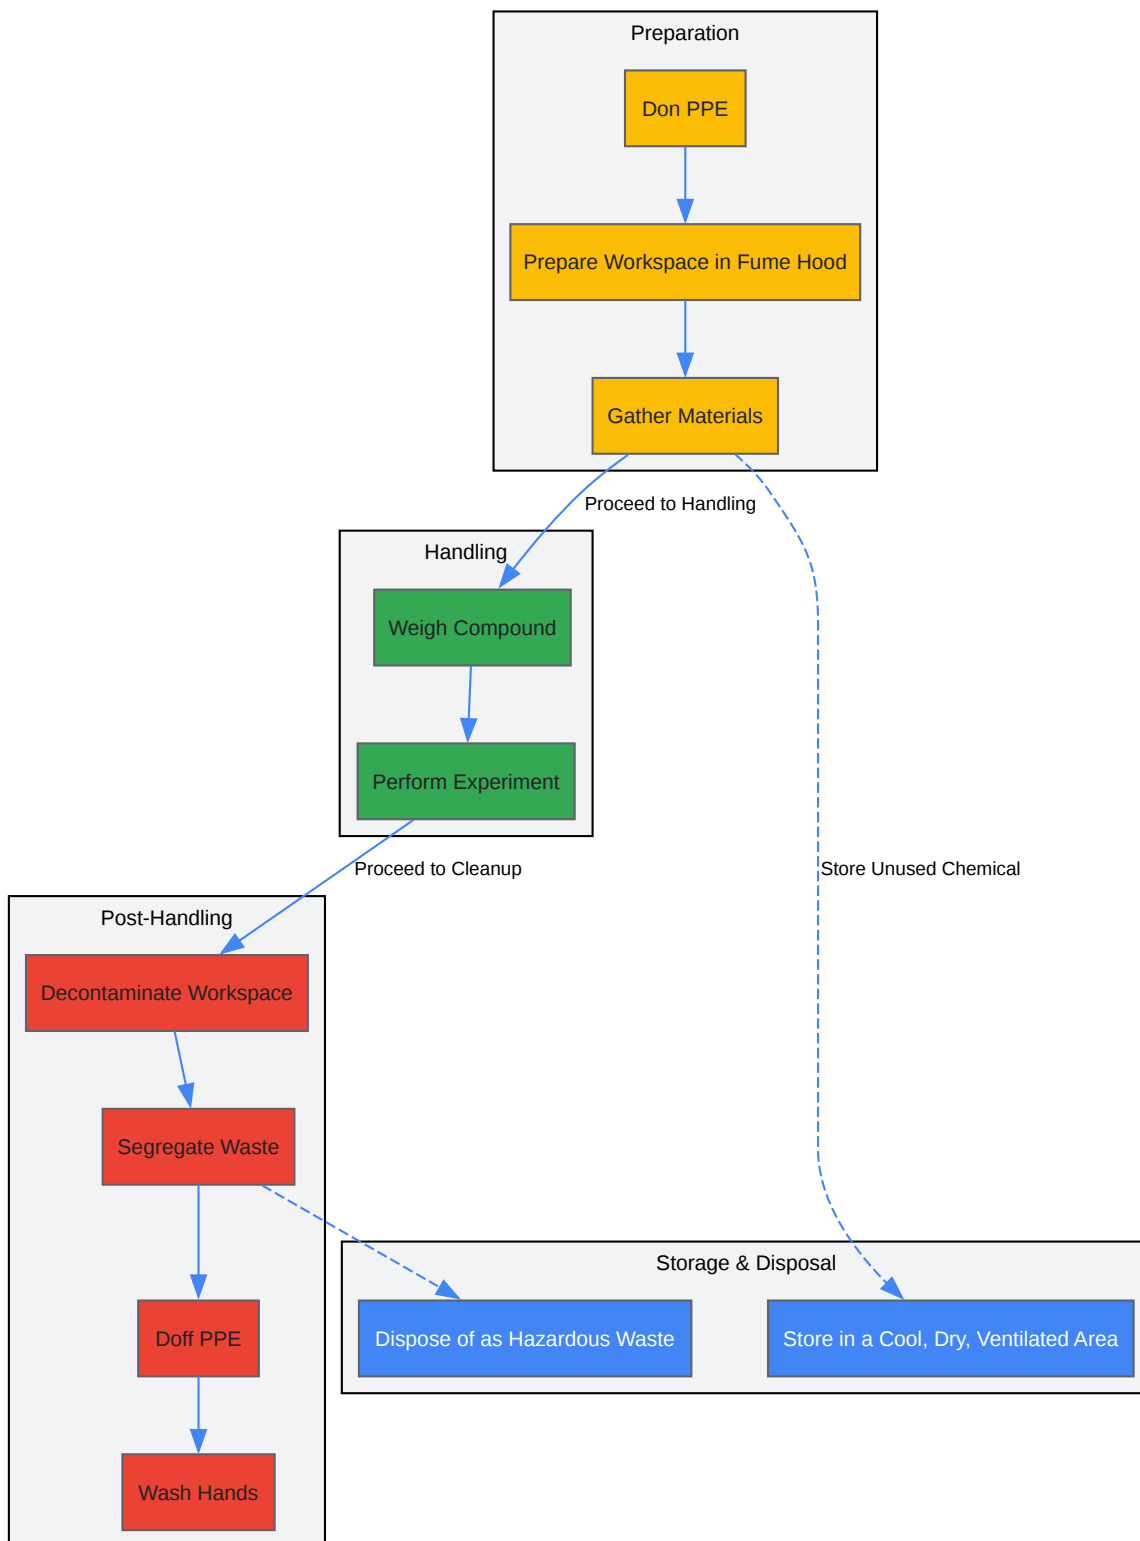 Preparation
Don PPE
Prepare Workspace in Fume Hood
Gather Materials
Proceed to Handling
Handling
Weigh Compound
Perform Experiment
Proceed to Cleanup
Store Unused Chemical
Post-Handling
Decontaminate Workspace
Segregate Waste
Storage & Disposal
Dispose of as Hazardous Waste
Store in a Cool, Dry, Ventilated Area
Doff PPE
Wash Hands